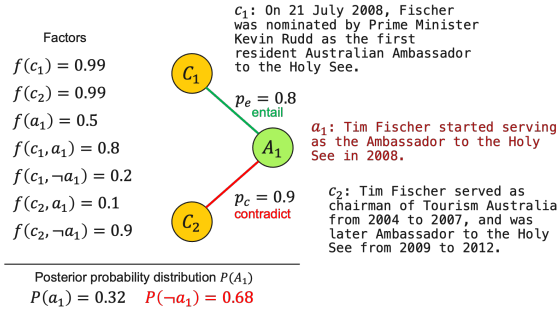 Factors
f(c₁) = 0.99
f(c₂) = 0.99
f(a₁) = 0.5
f(c₁, a₁) = 0.8
f(c₁, ¬a₁) = 0.2
f(c₂, a₁) = 0.1
f(c₂, ¬a₁) = 0.9
C₁
pₑ = 0.8
entail
A₁
p_c = 0.9
contradict
C₂
c₁: On 21 July 2008, Fischer
was nominated by Prime Minister
Kevin Rudd as the first
resident Australian Ambassador
to the Holy See.
a₁: Tim Fischer started serving
as the Ambassador to the Holy
See in 2008.
c₂: Tim Fischer served as
chairman of Tourism Australia
from 2004 to 2007, and was
later Ambassador to the Holy
See from 2009 to 2012.
Posterior probability distribution P(A₁)
P(a₁) = 0.32 P(¬a₁) = 0.68